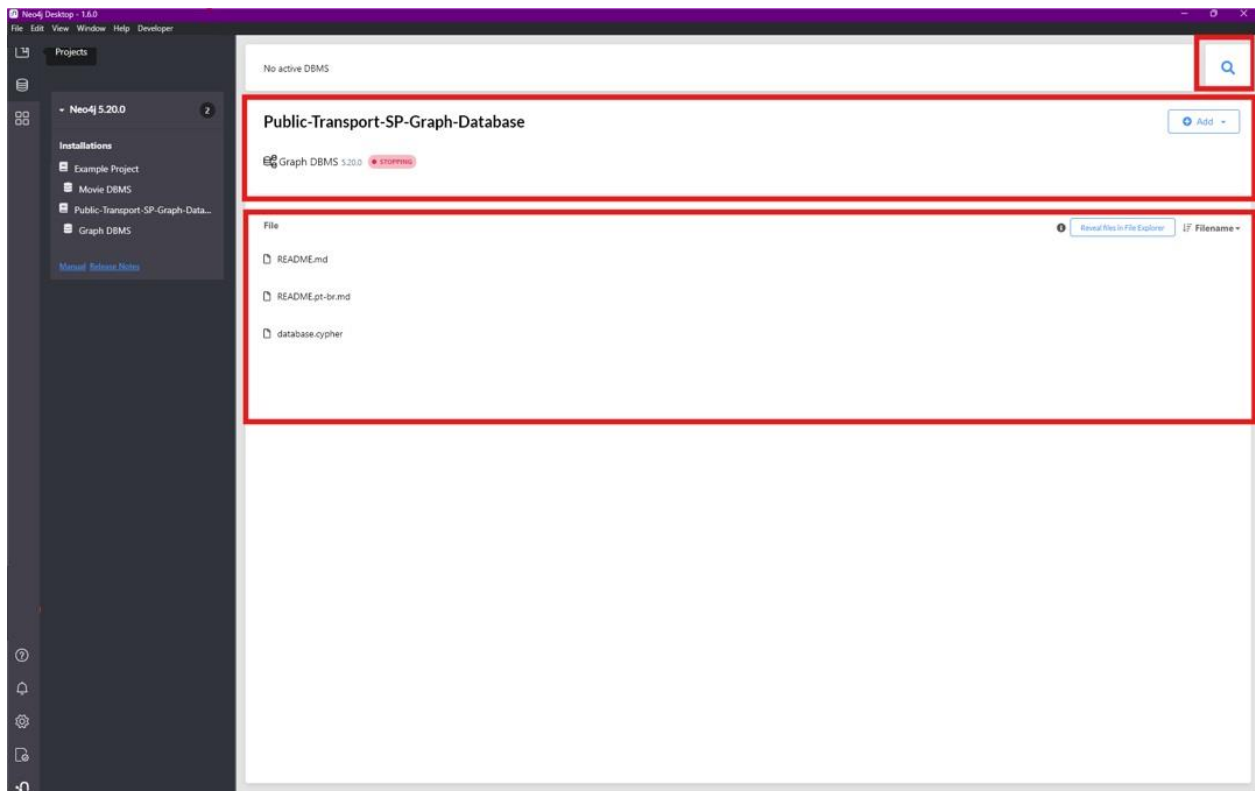 Neo4j Desktop - 1.6.0
File Edit View Window Help Developer
Projects
No active DBMS
Neo4j 5.20.0 2
Public-Transport-SP-Graph-Database
Add
Installations
Graph DBMS 5.20.0 STOPPING
Example Project
Movie DBMS
Public-Transport-SP-Graph-Data...
Graph DBMS
File
Reveal files in File Explorer
Filename
README.md
Manual Release Notes
README.pt-br.md
database.cypher